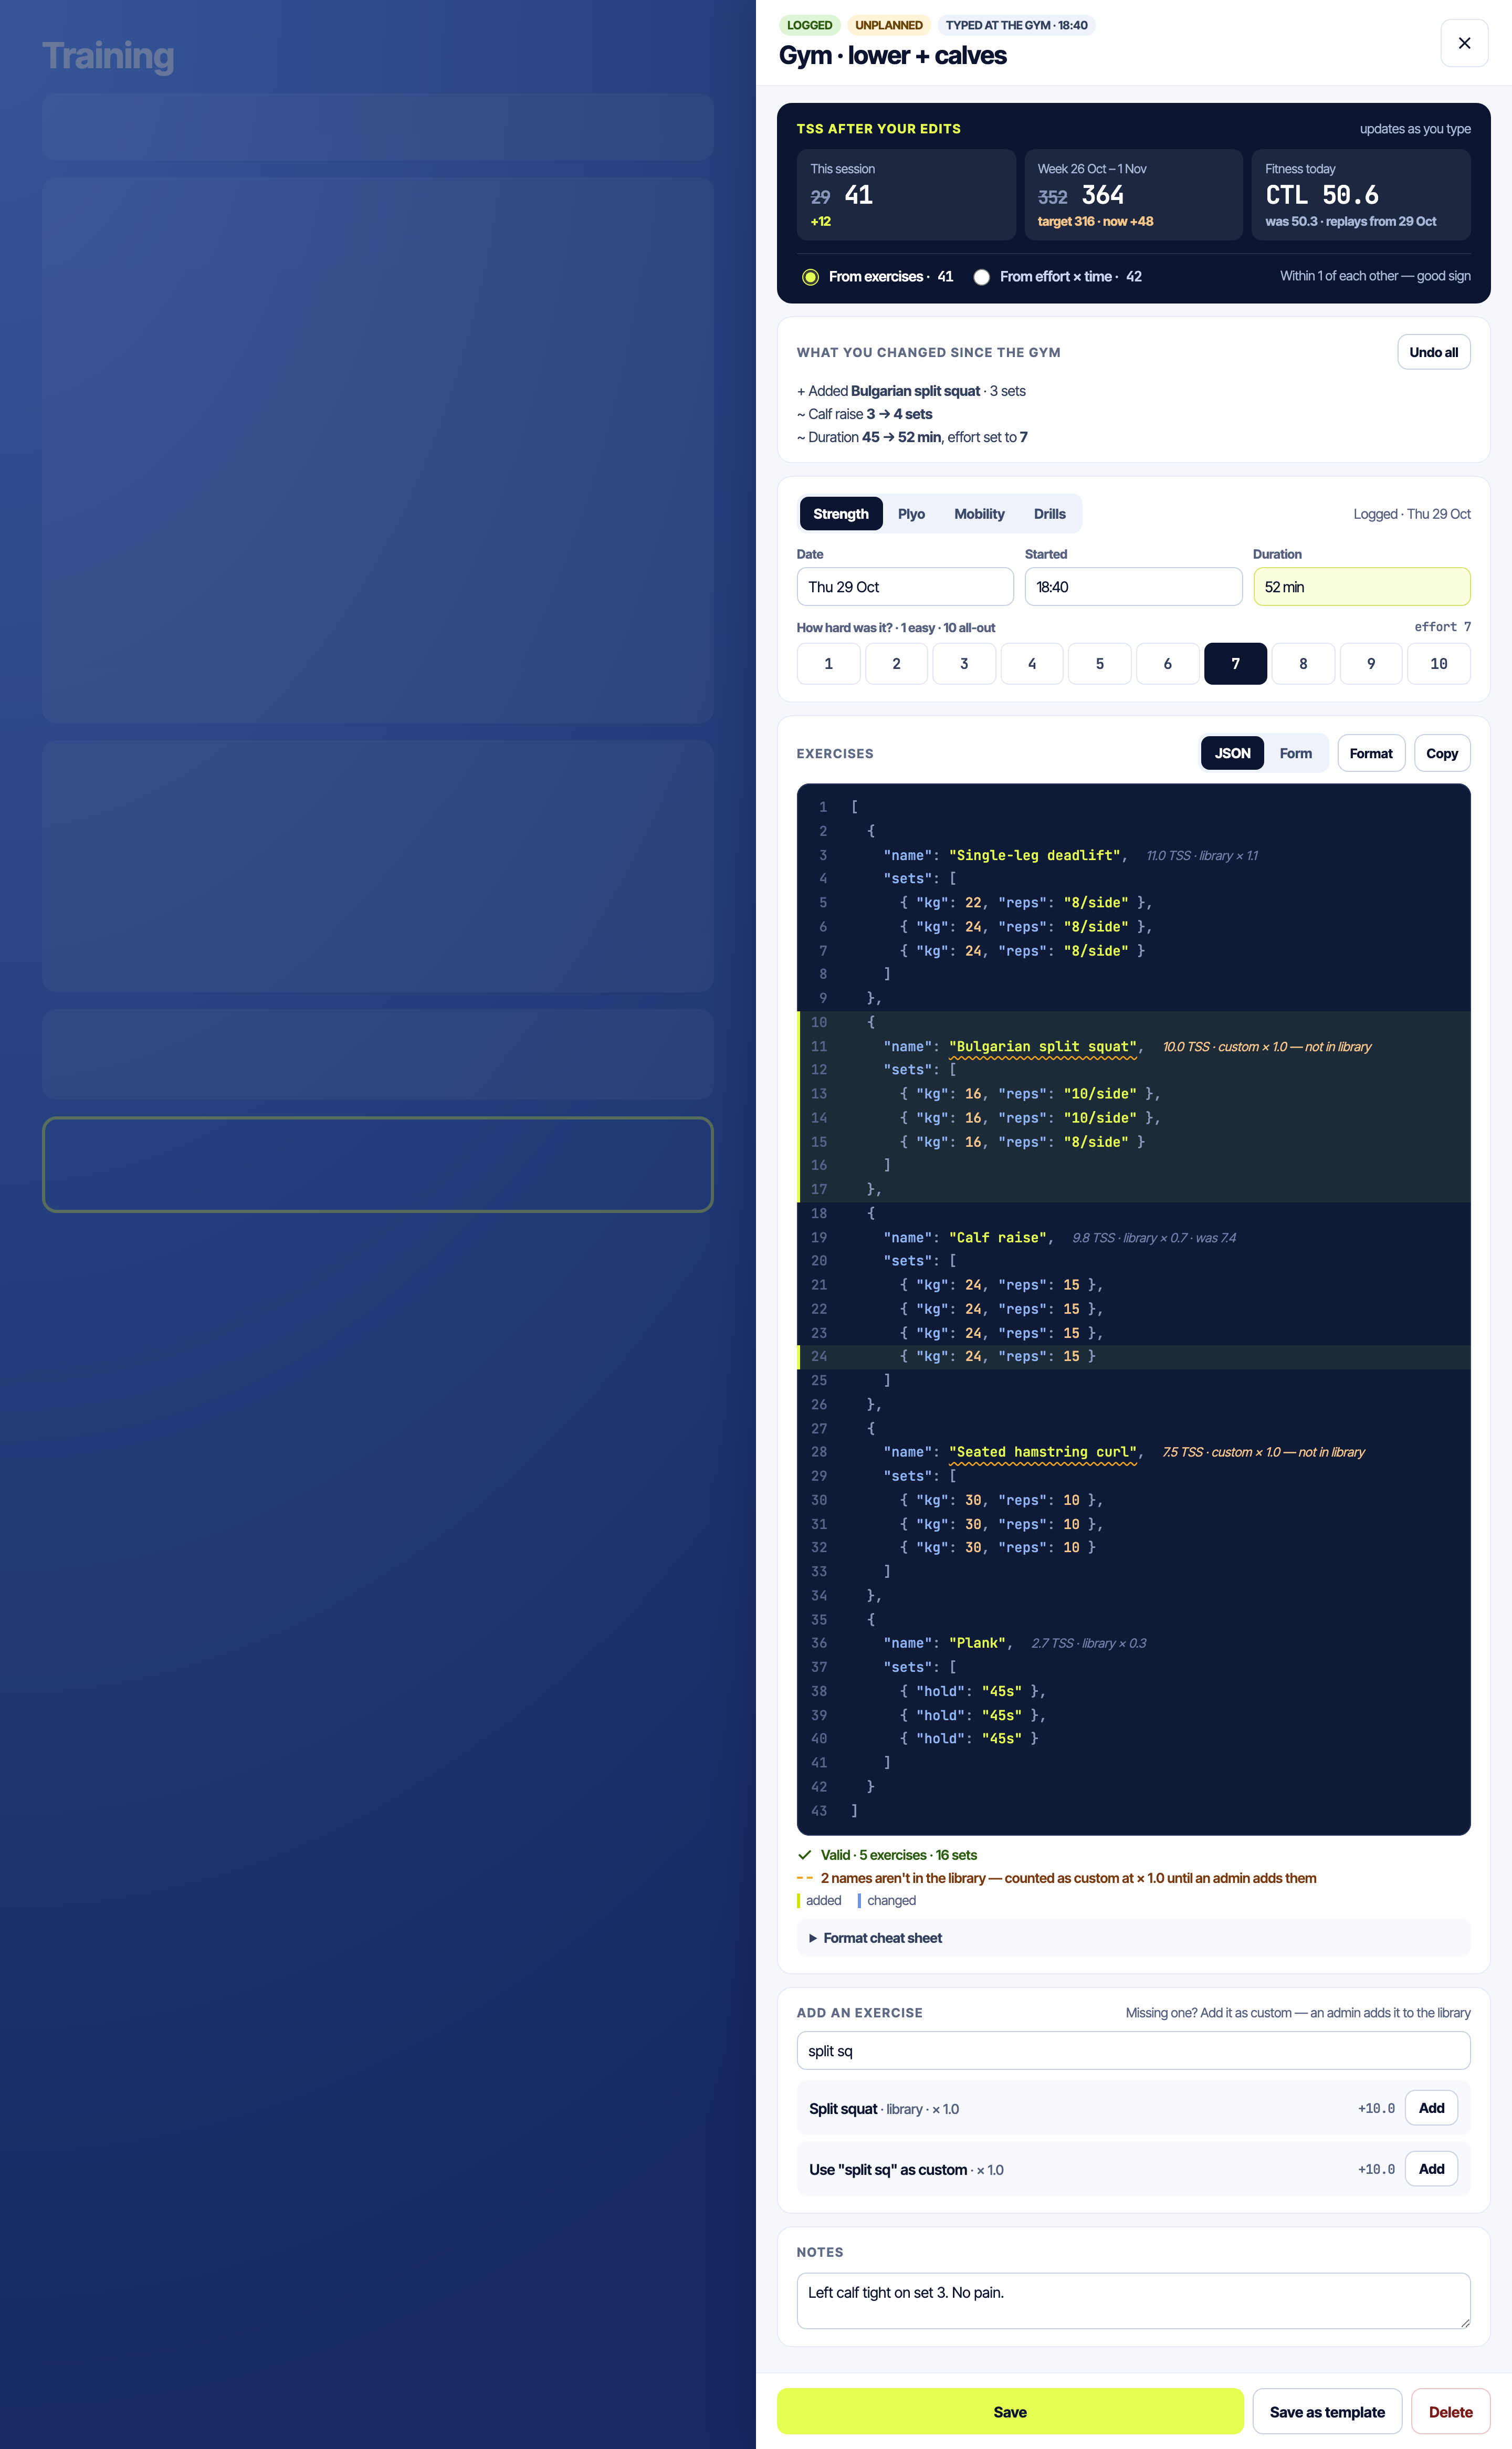 Training
LOGGED UNPLANNED TYPED AT THE GYM · 18:40
Gym · lower + calves
TSS AFTER YOUR EDITS updates as you type
This session Week 26 Oct – 1 Nov Fitness today
29 41 352 364 CTL 50.6
+12 target 316 · now +48 was 50.3 · replays from 29 Oct
From exercises · 41 From effort × time · 42 Within 1 of each other — good sign
WHAT YOU CHANGED SINCE THE GYM Undo all
+ Added Bulgarian split squat · 3 sets
~ Calf raise 3 → 4 sets
~ Duration 45 → 52 min, effort set to 7
Strength Plyo Mobility Drills Logged · Thu 29 Oct
Date Started Duration
Thu 29 Oct 18:40 52 min
How hard was it? · 1 easy · 10 all-out effort 7
1 2 3 4 5 6 7 8 9 10
EXERCISES JSON Form Format Copy
1 [
2 {
3 "name": "Single-leg deadlift", 11.0 TSS · library × 1.1
4 "sets": [
5 { "kg": 22, "reps": "8/side" },
6 { "kg": 24, "reps": "8/side" },
7 { "kg": 24, "reps": "8/side" }
8 ]
9 },
10 {
11 "name": "Bulgarian split squat", 10.0 TSS · custom × 1.0 — not in library
12 "sets": [
13 { "kg": 16, "reps": "10/side" },
14 { "kg": 16, "reps": "10/side" },
15 { "kg": 16, "reps": "8/side" }
16 ]
17 },
18 {
19 "name": "Calf raise", 9.8 TSS · library × 0.7 · was 7.4
20 "sets": [
21 { "kg": 24, "reps": 15 },
22 { "kg": 24, "reps": 15 },
23 { "kg": 24, "reps": 15 },
24 { "kg": 24, "reps": 15 }
25 ]
26 },
27 {
28 "name": "Seated hamstring curl", 7.5 TSS · custom × 1.0 — not in library
29 "sets": [
30 { "kg": 30, "reps": 10 },
31 { "kg": 30, "reps": 10 },
32 { "kg": 30, "reps": 10 }
33 ]
34 },
35 {
36 "name": "Plank", 2.7 TSS · library × 0.3
37 "sets": [
38 { "hold": "45s" },
39 { "hold": "45s" },
40 { "hold": "45s" }
41 ]
42 }
43 ]
Valid · 5 exercises · 16 sets
2 names aren't in the library — counted as custom at × 1.0 until an admin adds them
added changed
Format cheat sheet
ADD AN EXERCISE Missing one? Add it as custom — an admin adds it to the library
split sq
Split squat · library · × 1.0 +10.0 Add
Use "split sq" as custom · × 1.0 +10.0 Add
NOTES
Left calf tight on set 3. No pain.
Save Save as template Delete